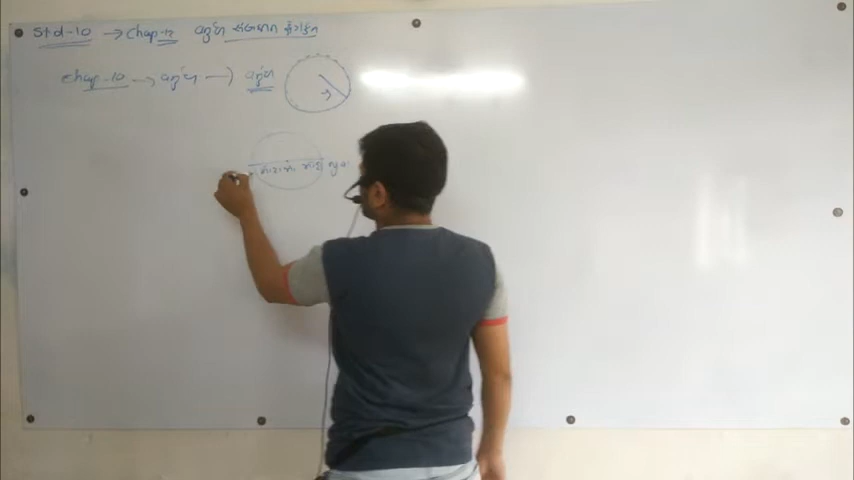 Std-10 → Chap-12 વર્તુળ સંબંધિત ક્ષેત્રફળ
Chap-10 → વર્તુળ → વર્તુળ